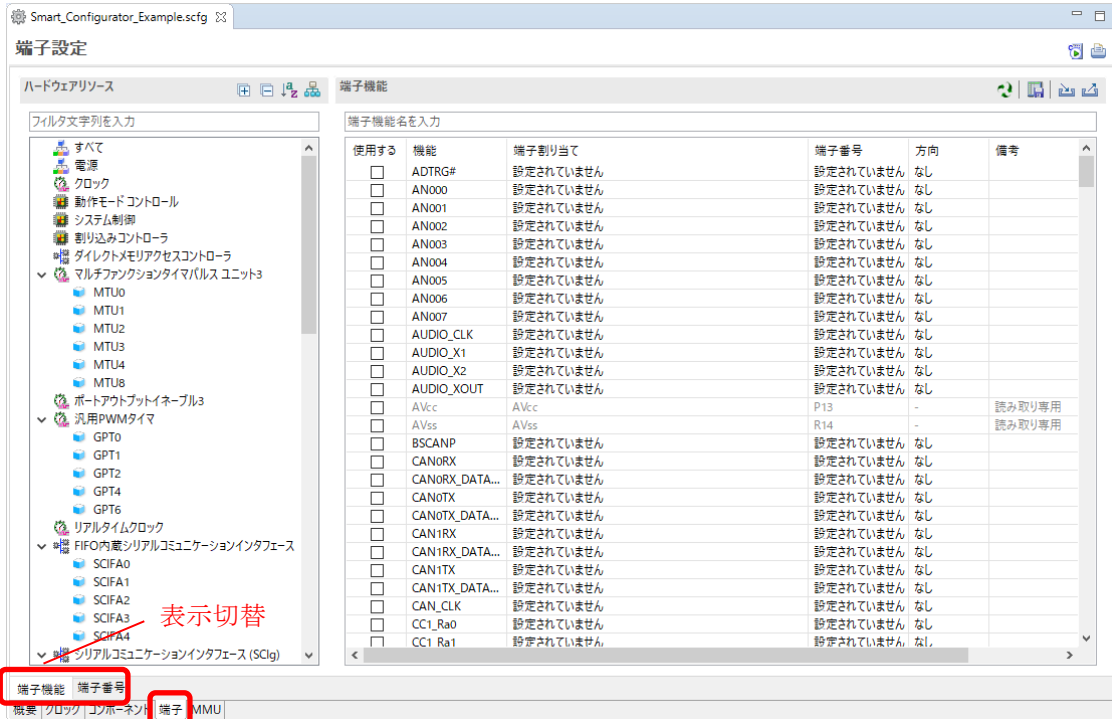 Smart_Configurator_Example.scfg
端子設定
ハードウェアリソース
フィルタ文字列を入力
すべて
電源
クロック
動作モードコントロール
システム制御
割り込みコントローラ
ダイレクトメモリアクセスコントローラ
マルチファンクションタイマパルス ユニット3
MTU0
MTU1
MTU2
MTU3
MTU4
MTU8
ポートアウトプットイネーブル3
汎用PWMタイマ
GPT0
GPT1
GPT2
GPT4
GPT6
リアルタイムクロック
FIFO内蔵シリアルコミュニケーションインタフェース
SCIFA0
SCIFA1
SCIFA2
SCIFA3
SCIFA4
シリアルコミュニケーションインタフェース (SCIg)
表示切替
端子機能
端子機能名を入力
使用する 機能 端子割り当て 端子番号 方向 備考
ADTRG# 設定されていません 設定されていません なし
AN000 設定されていません 設定されていません なし
AN001 設定されていません 設定されていません なし
AN002 設定されていません 設定されていません なし
AN003 設定されていません 設定されていません なし
AN004 設定されていません 設定されていません なし
AN005 設定されていません 設定されていません なし
AN006 設定されていません 設定されていません なし
AN007 設定されていません 設定されていません なし
AUDIO_CLK 設定されていません 設定されていません なし
AUDIO_X1 設定されていません 設定されていません なし
AUDIO_X2 設定されていません 設定されていません なし
AUDIO_XOUT 設定されていません 設定されていません なし
AVcc AVcc P13 - 読み取り専用
AVss AVss R14 - 読み取り専用
BSCANP 設定されていません 設定されていません なし
CAN0RX 設定されていません 設定されていません なし
CAN0RX_DATA... 設定されていません 設定されていません なし
CAN0TX 設定されていません 設定されていません なし
CAN0TX_DATA... 設定されていません 設定されていません なし
CAN1RX 設定されていません 設定されていません なし
CAN1RX_DATA... 設定されていません 設定されていません なし
CAN1TX 設定されていません 設定されていません なし
CAN1TX_DATA... 設定されていません 設定されていません なし
CAN_CLK 設定されていません 設定されていません なし
CC1_Ra0 設定されていません 設定されていません なし
CC1_Ra1 設定されていません 設定されていません なし
端子機能 端子番号
概要 クロック コンポーネント 端子 MMU